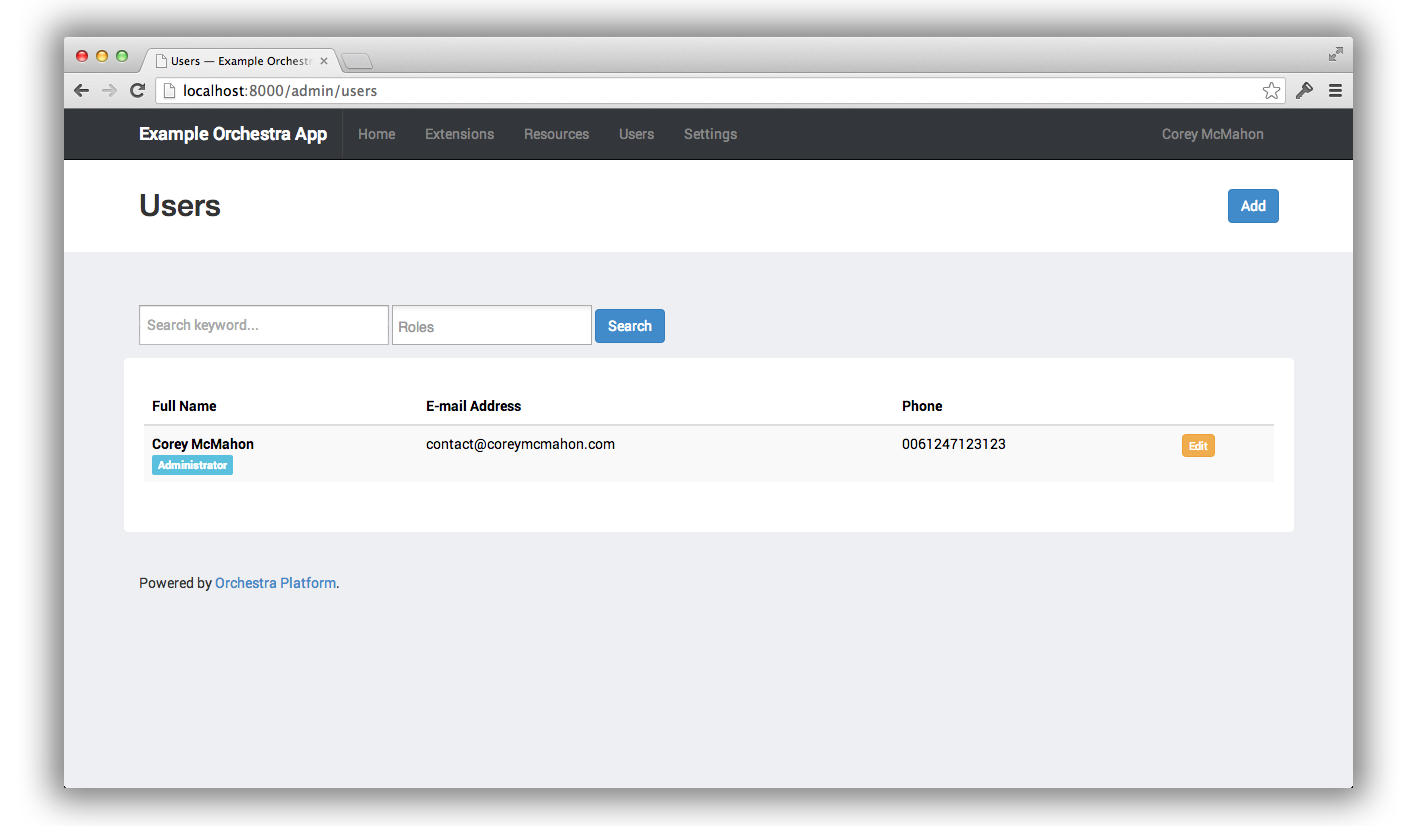 Users — Example Orchestr
localhost:8000/admin/users
Example Orchestra App Home Extensions Resources Users Settings Corey McMahon
Users Add
Search keyword... Roles Search
Full Name E-mail Address Phone
Corey McMahon contact@coreymcmahon.com 0061247123123 Edit
Administrator
Powered by Orchestra Platform.